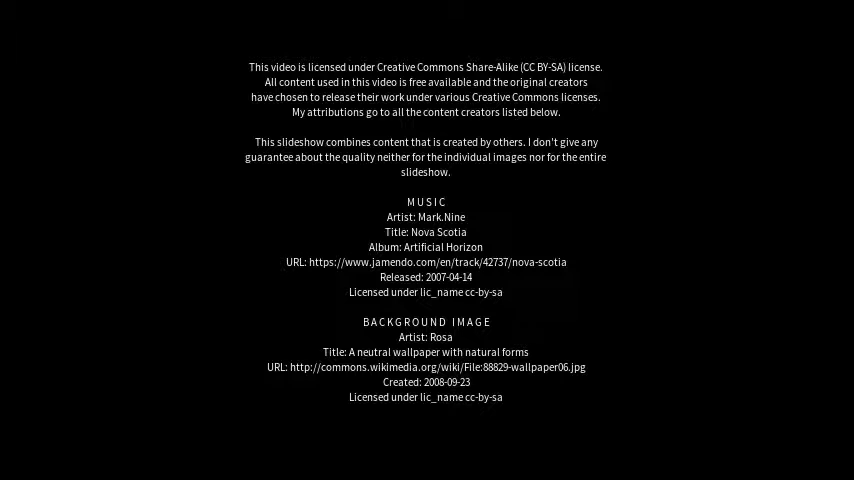 This video is licensed under Creative Commons Share-Alike (CC BY-SA) license.
All content used in this video is free available and the original creators
have chosen to release their work under various Creative Commons licenses.
My attributions go to all the content creators listed below.
This slideshow combines content that is created by others. I don't give any
guarantee about the quality neither for the individual images nor for the entire
slideshow.
MUSIC
Artist: Mark.Nine
Title: Nova Scotia
Album: Artificial Horizon
URL: https://www.jamendo.com/en/track/42737/nova-scotia
Released: 2007-04-14
Licensed under lic_name cc-by-sa
BACKGROUND IMAGE
Artist: Rosa
Title: A neutral wallpaper with natural forms
URL: http://commons.wikimedia.org/wiki/File:88829-wallpaper06.jpg
Created: 2008-09-23
Licensed under lic_name cc-by-sa